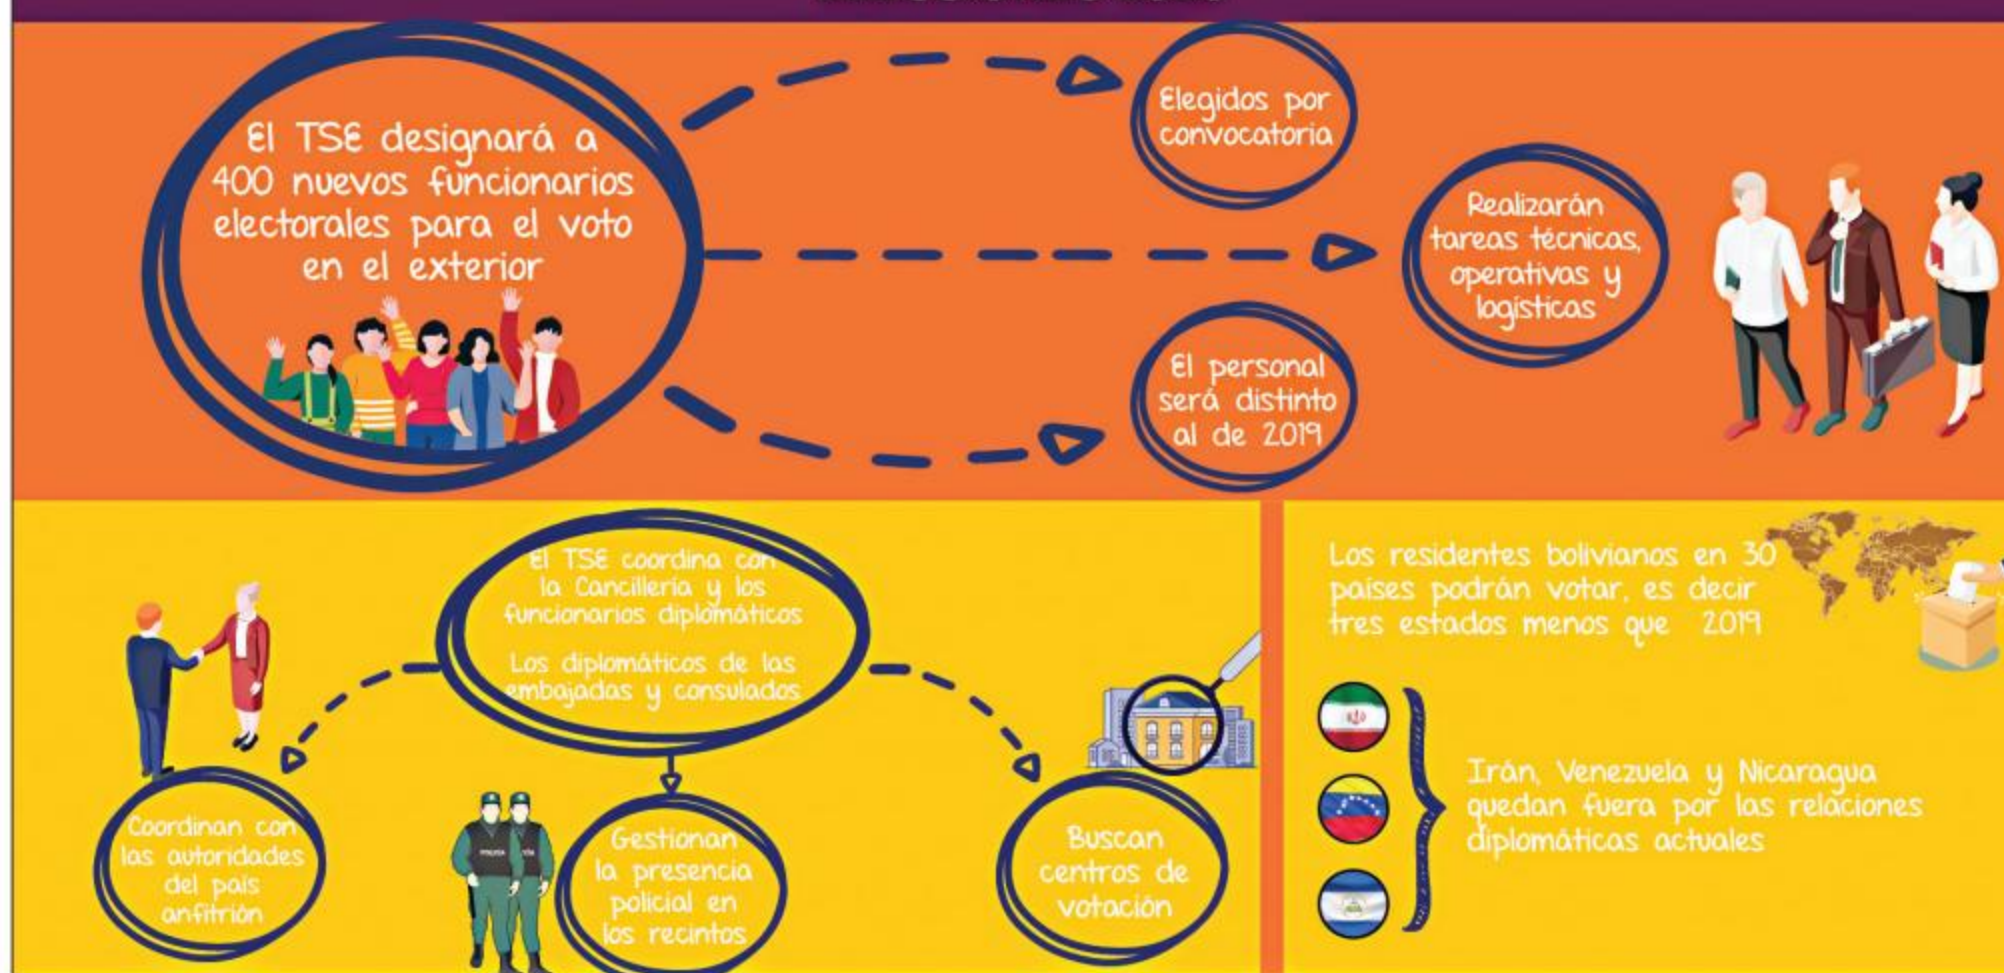 El TSE designará a
400 nuevos funcionarios
electorales para el voto
en el exterior
Elegidos por
convocatoria
Realizarán
tareas técnicas,
operativas y
logísticas
El personal
será distinto
al de 2019
El TSE coordina con
la Cancillería y los
funcionarios diplomáticos
Los diplomáticos de las
embajadas y consulados
Coordinan con
las autoridades
del país
anfitrión
Gestionan
la presencia
policial en
los recintos
Buscan
centros de
votación
Los residentes bolivianos en 30
países podrán votar, es decir
tres estados menos que 2019
Irán, Venezuela y Nicaragua
quedan fuera por las relaciones
diplomáticas actuales